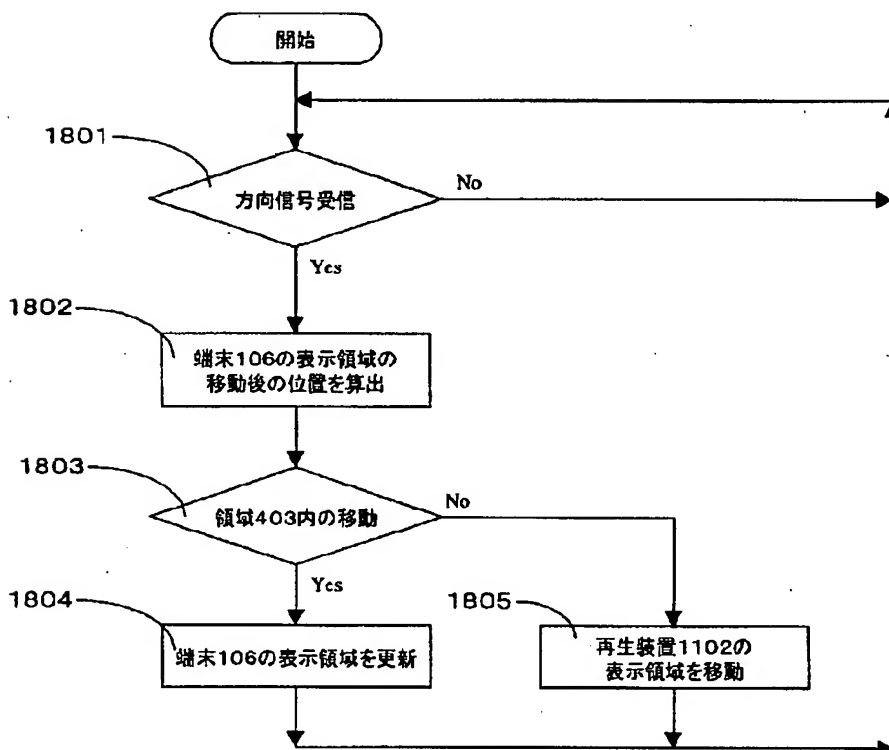 開始
1801
方向信号受信
No
Yes
1802
端末106の表示領域の
移動後の位置を算出
1803
領域403内の移動
No
Yes
1804
端末106の表示領域を更新
1805
再生装置1102の
表示領域を移動